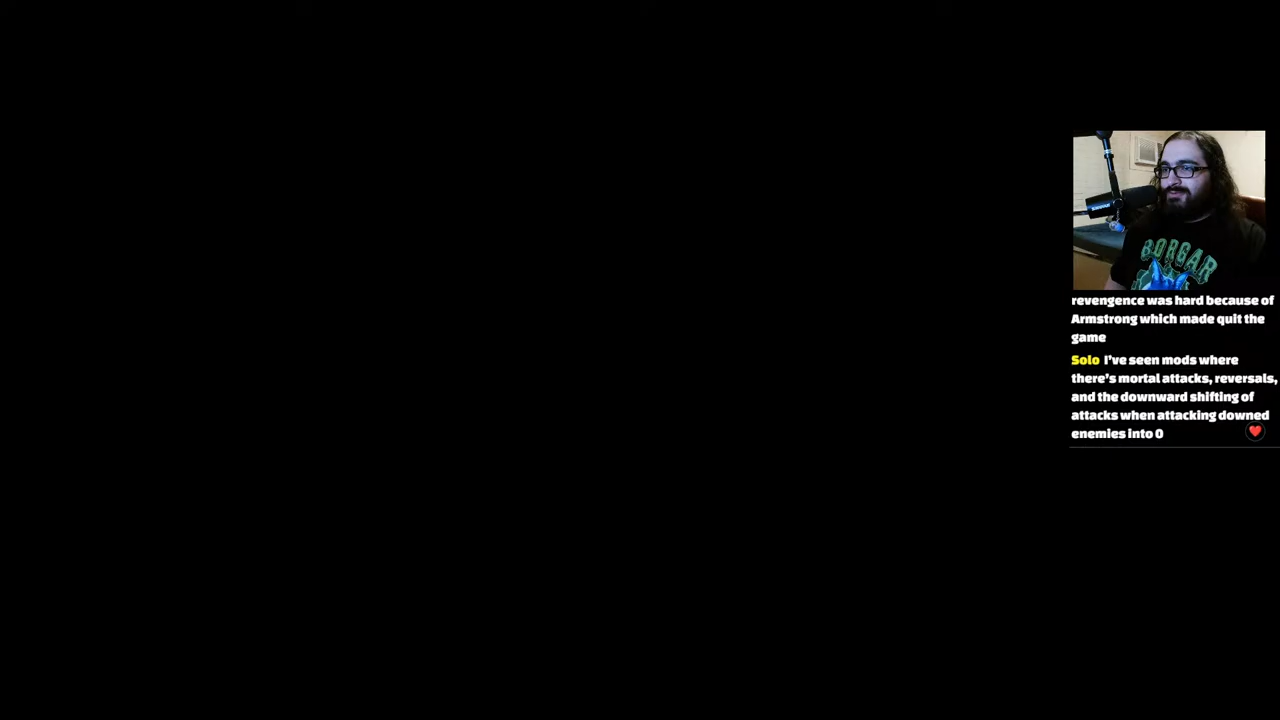 BORGAR
revengence was hard because of
Armstrong which made quit the
game
Solo I've seen mods where
there's mortal attacks, reversals,
and the downward shifting of
attacks when attacking downed
enemies into 0